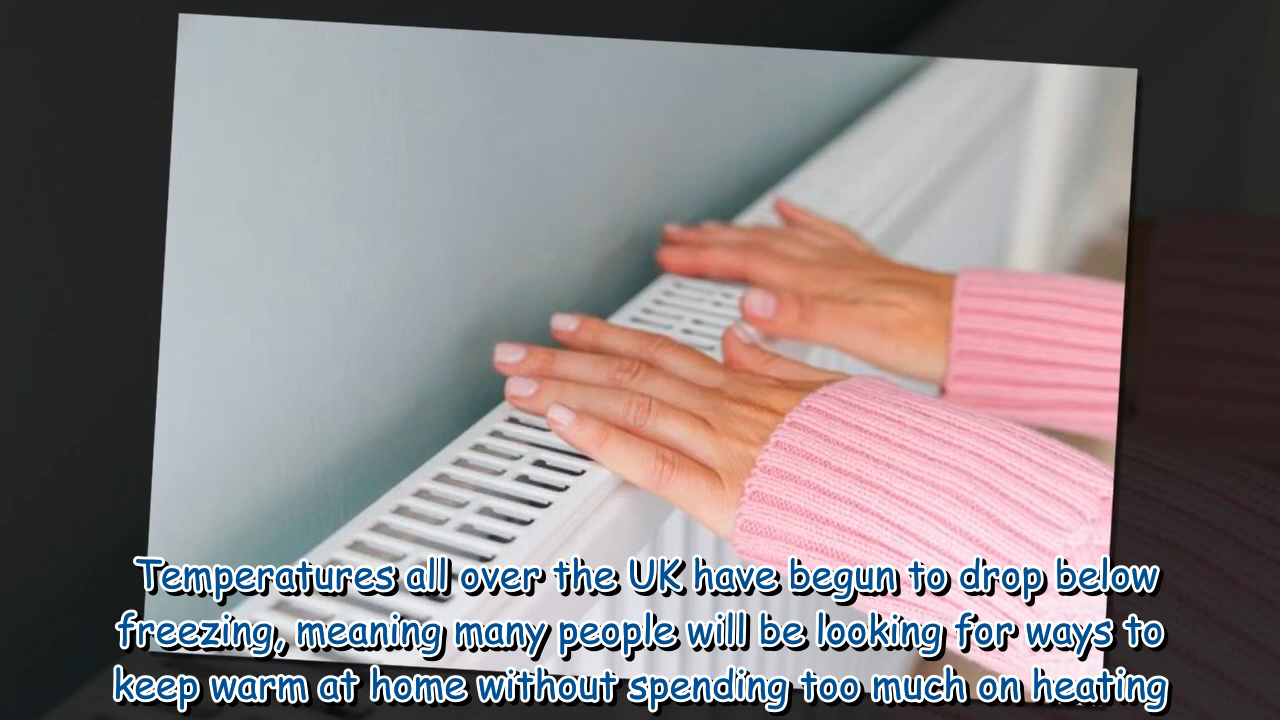 Temperatures all over the UK have begun to drop below
freezing, meaning many people will be looking for ways to
keep warm at home without spending too much on heating